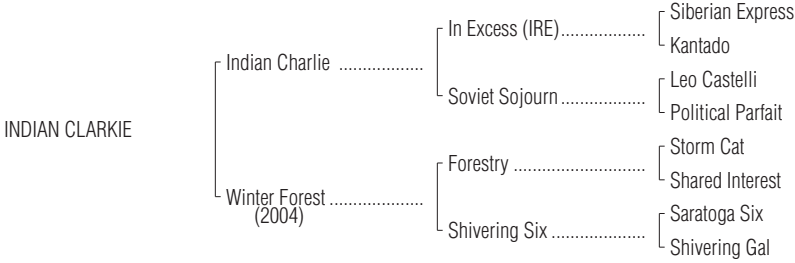 Siberian Express
In Excess (IRE)...................
Kantado
Indian Charlie ..................
Leo Castelli
Soviet Sojourn..................
Political Parfait
INDIAN CLARKIE
Storm Cat
Forestry ............................
Shared Interest
Winter Forest ....................
(2004)
Saratoga Six
Shivering Six ....................
Shivering Gal